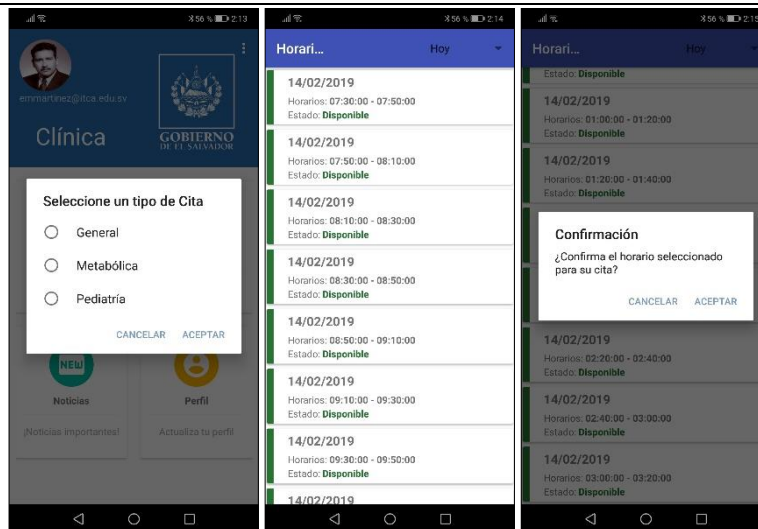 56 % 2:13
emmartinez@itca.edu.sv
Clínica
GOBIERNO
DE EL SALVADOR
Seleccione un tipo de Cita
General
Metabólica
Pediatría
CANCELAR ACEPTAR
NEW
Noticias
Perfil
¡Noticias importantes!
Actualiza tu perfil
56 % 2:14
Horari... Hoy
14/02/2019
Horarios: 07:30:00 - 07:50:00
Estado: Disponible
14/02/2019
Horarios: 07:50:00 - 08:10:00
Estado: Disponible
14/02/2019
Horarios: 08:10:00 - 08:30:00
Estado: Disponible
14/02/2019
Horarios: 08:30:00 - 08:50:00
Estado: Disponible
14/02/2019
Horarios: 08:50:00 - 09:10:00
Estado: Disponible
14/02/2019
Horarios: 09:10:00 - 09:30:00
Estado: Disponible
14/02/2019
Horarios: 09:30:00 - 09:50:00
Estado: Disponible
14/02/2019
56 % 2:15
Horari... Hoy
Estado: Disponible
14/02/2019
Horarios: 01:00:00 - 01:20:00
Estado: Disponible
14/02/2019
Horarios: 01:20:00 - 01:40:00
Estado: Disponible
Confirmación
¿Confirma el horario seleccionado
para su cita?
CANCELAR ACEPTAR
14/02/2019
Horarios: 02:20:00 - 02:40:00
Estado: Disponible
14/02/2019
Horarios: 02:40:00 - 03:00:00
Estado: Disponible
14/02/2019
Horarios: 03:00:00 - 03:20:00
Estado: Disponible